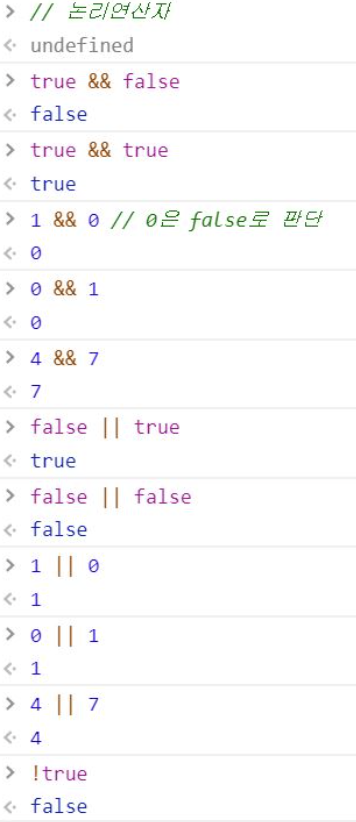 > // 논리연산자
<· undefined
> true && false
<· false
> true && true
<· true
> 1 && 0 // 0은 false로 판단
<· 0
> 0 && 1
<· 0
> 4 && 7
<· 7
> false || true
<· true
> false || false
<· false
> 1 || 0
<· 1
> 0 || 1
<· 1
> 4 || 7
<· 4
> !true
<· false